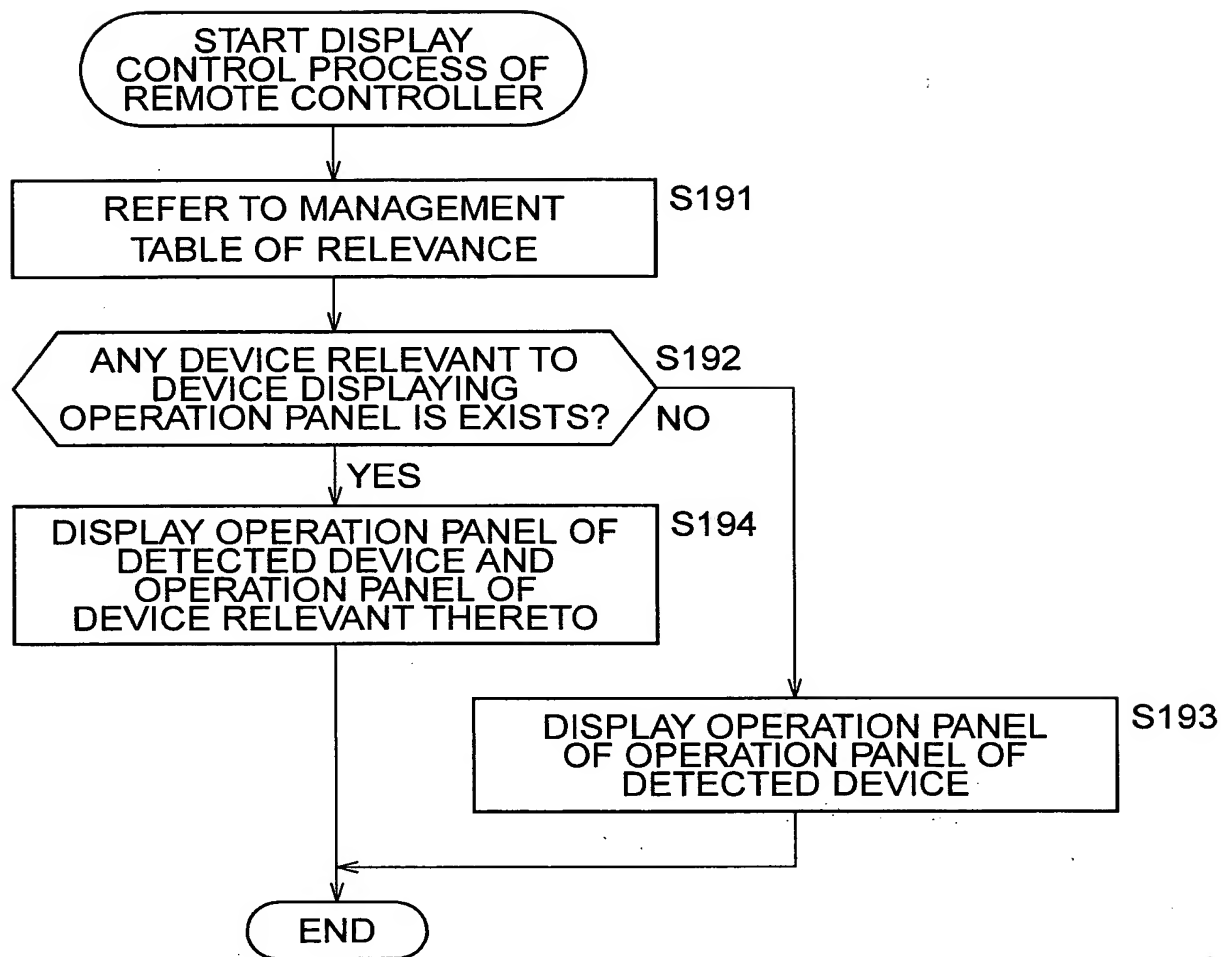 START DISPLAY
CONTROL PROCESS OF
REMOTE CONTROLLER
REFER TO MANAGEMENT
TABLE OF RELEVANCE
S191
ANY DEVICE RELEVANT TO
DEVICE DISPLAYING
OPERATION PANEL IS EXISTS?
S192
NO
YES
DISPLAY OPERATION PANEL OF
DETECTED DEVICE AND
OPERATION PANEL OF
DEVICE RELEVANT THERETO
S194
DISPLAY OPERATION PANEL
OF OPERATION PANEL OF
DETECTED DEVICE
S193
END